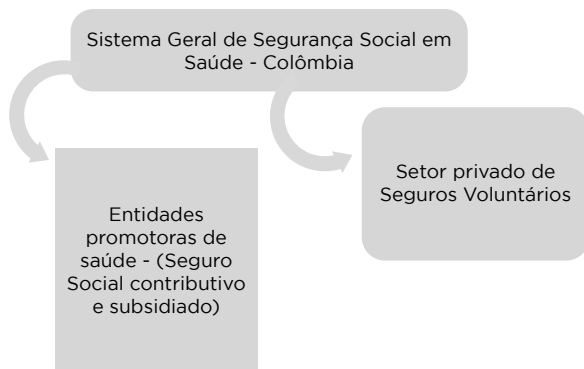 Sistema Geral de Segurança Social em
Saúde - Colômbia
Setor privado de
Seguros Voluntários
Entidades
promotoras de
saúde - (Seguro
Social contributivo
e subsidiado)